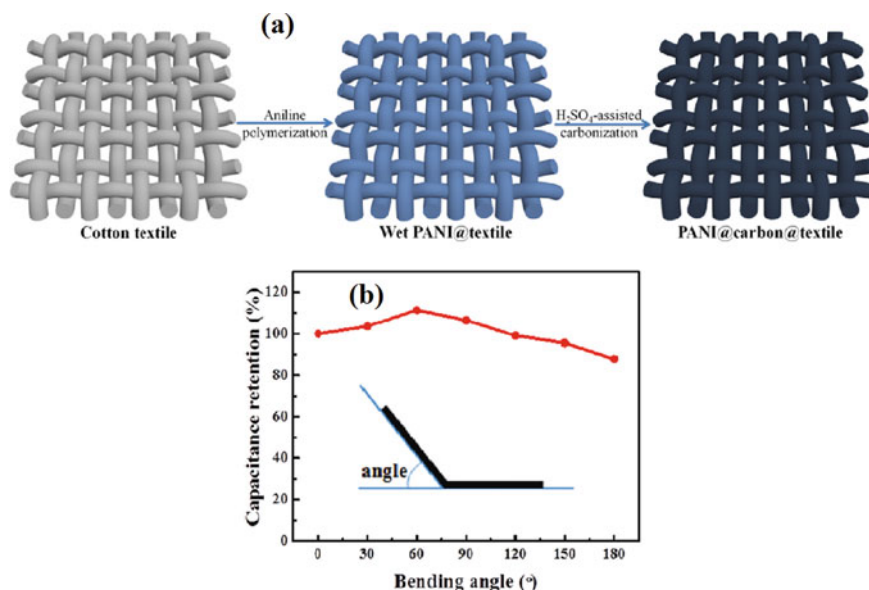 (a)
Aniline
polymerization
H₂SO₄-assisted
carbonization
Cotton textile
Wet PANI@textile
PANI@carbon@textile
(b)
Capacitance retention (%)
120
100
80
60
40
20
0
angle
0 30 60 90 120 150 180
Bending angle (°)